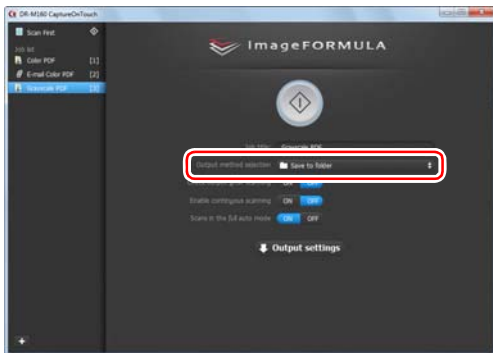 DR-M160 CaptureOnTouch
Scan First
Job list
Color PDF [1]
E-mail Color PDF [2]
Grayscale PDF [3]
imageFORMULA
Job title Grayscale PDF
Output method selection Save to folder
scanning ON OFF
Enable continuous scanning ON OFF
Scans in the full auto mode ON OFF
Output settings